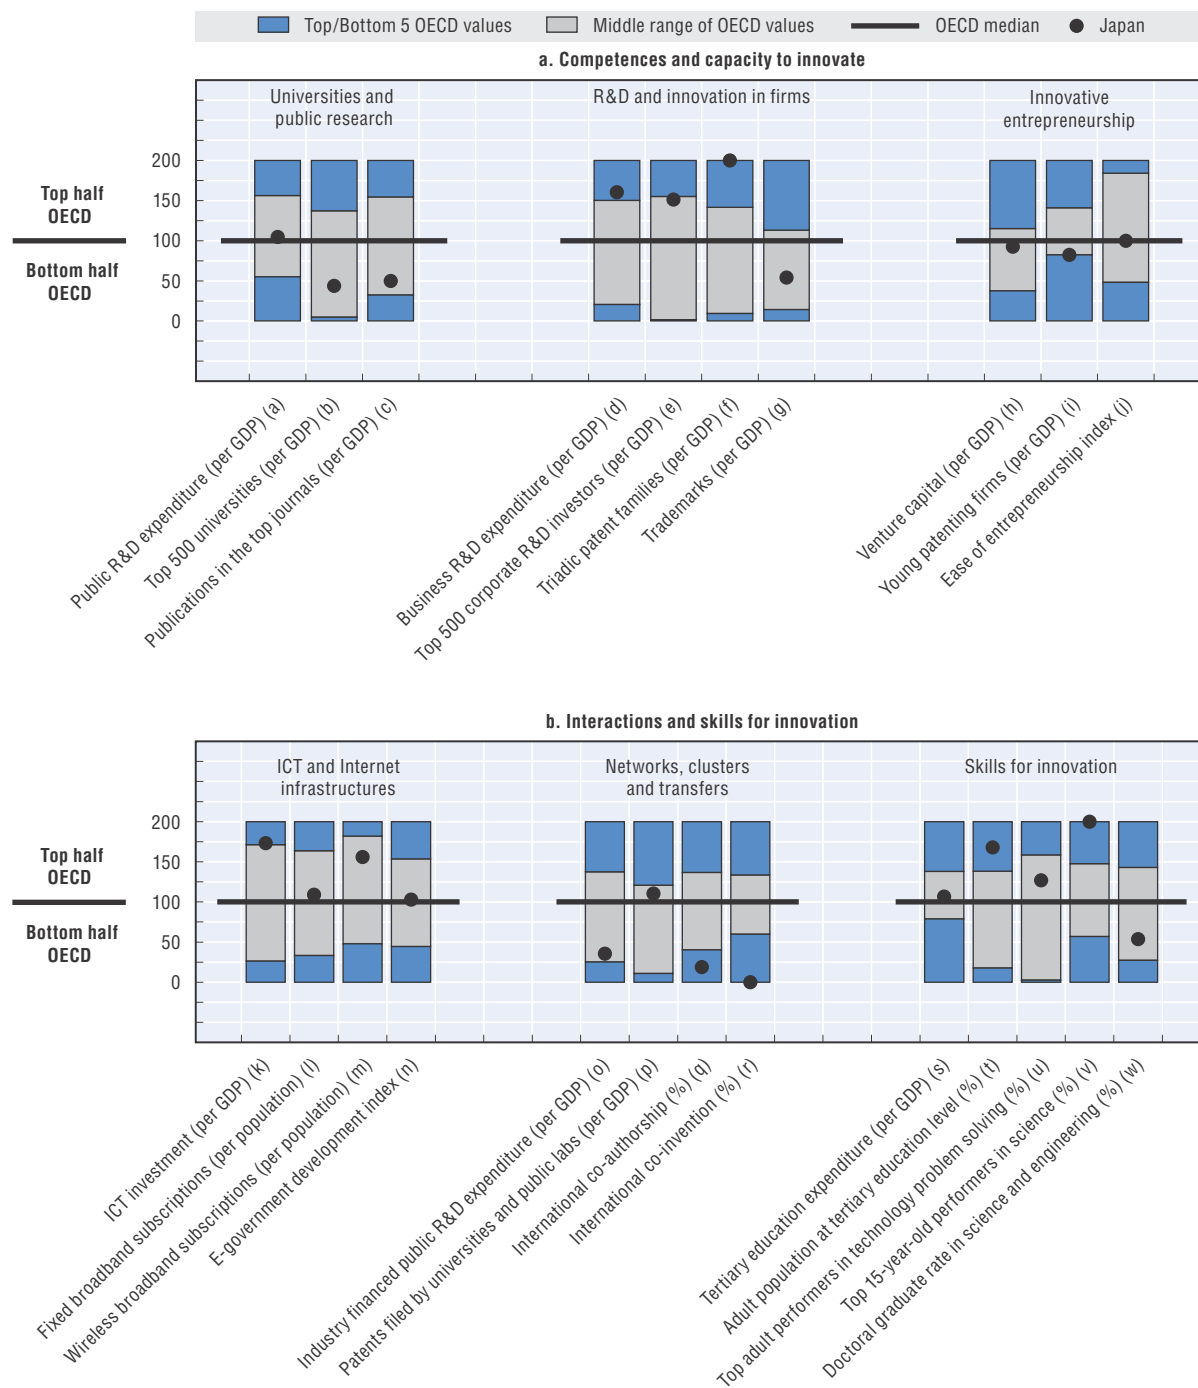 Top/Bottom 5 OECD values Middle range of OECD values OECD median Japan
a. Competences and capacity to innovate
Universities and
public research
R&D and innovation in firms
Innovative
entrepreneurship
200
150
100
50
0
Top half
OECD
Bottom half
OECD
Public R&D expenditure (per GDP) (a)
Top 500 universities (per GDP) (b)
Publications in the top journals (per GDP) (c)
Business R&D expenditure (per GDP) (d)
Top 500 corporate R&D investors (per GDP) (e)
Triadic patent families (per GDP) (f)
Trademarks (per GDP) (g)
Venture capital (per GDP) (h)
Young patenting firms (per GDP) (i)
Ease of entrepreneurship index (j)
b. Interactions and skills for innovation
ICT and Internet
infrastructures
Networks, clusters
and transfers
Skills for innovation
200
150
100
50
0
Top half
OECD
Bottom half
OECD
ICT investment (per GDP) (k)
Fixed broadband subscriptions (per population) (l)
Wireless broadband subscriptions (per population) (m)
E-government development index (n)
Industry financed public R&D expenditure (per GDP) (o)
Patents filed by universities and public labs (per GDP) (p)
International co-authorship (%) (q)
International co-invention (%) (r)
Tertiary education expenditure (per GDP) (s)
Adult population at tertiary education level (%) (t)
Top adult performers in technology problem solving (%) (u)
Top 15-year-old performers in science (%) (v)
Doctoral graduate rate in science and engineering (%) (w)